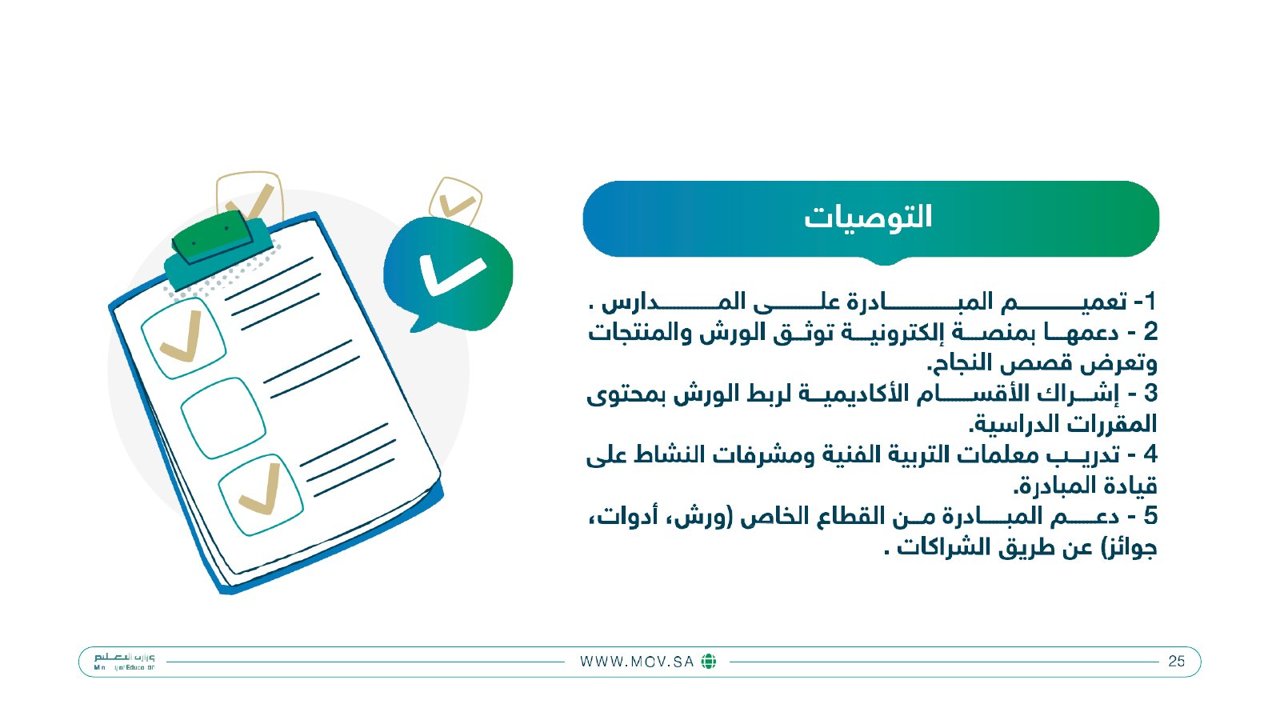 التوصيات
1- تعميم المبادرة على المدارس .
2 - دعمها بمنصة إلكترونية توثق الورش والمنتجات
وتعرض قصص النجاح.
3 - إشراك الأقسام الأكاديمية لربط الورش بمحتوى
المقررات الدراسية.
4 - تدريب معلمات التربية الفنية ومشرفات النشاط على
قيادة المبادرة.
5 - دعم المبادرة من القطاع الخاص (ورش، أدوات،
جوائز) عن طريق الشراكات .
وزارة التعليم
WWW.MOV.SA
25